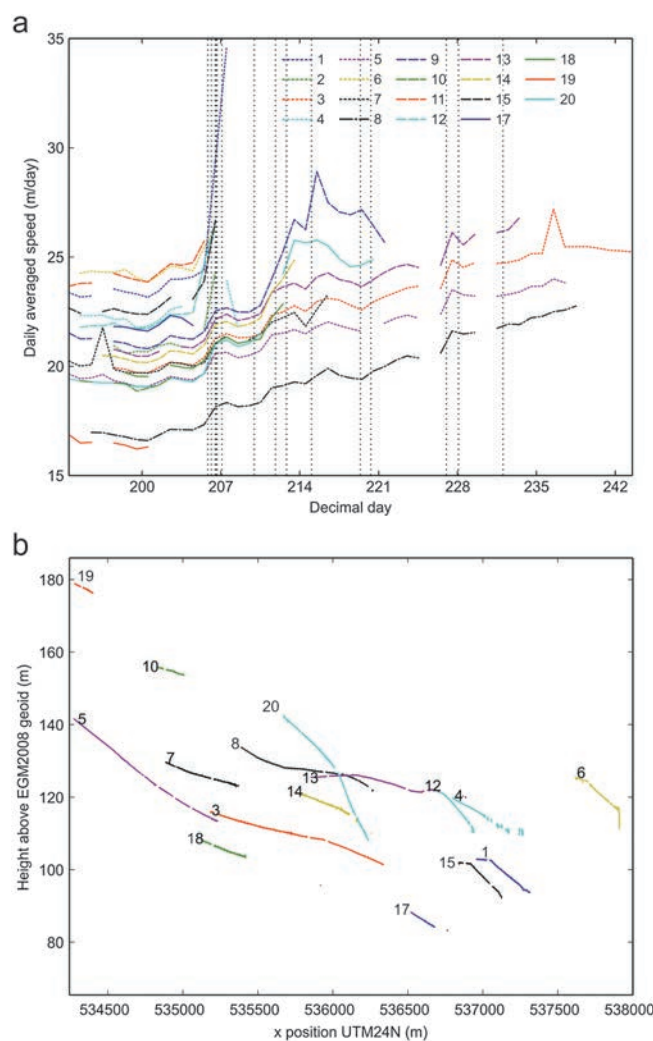 a
35
30
25
20
15
Daily averaged speed (m/day)
1 5 9 13 18
2 6 10 14 19
3 7 11 15 20
4 8 12 17
200 207 214 221 228 235 242
Decimal day
b
180
160
140
120
100
80
Height above EGM2008 geoid (m)
19
10
5
20
7
8
13
12
4
6
14
3
18
15
1
17
534500 535000 535500 536000 536500 537000 537500 538000
x position UTM24N (m)